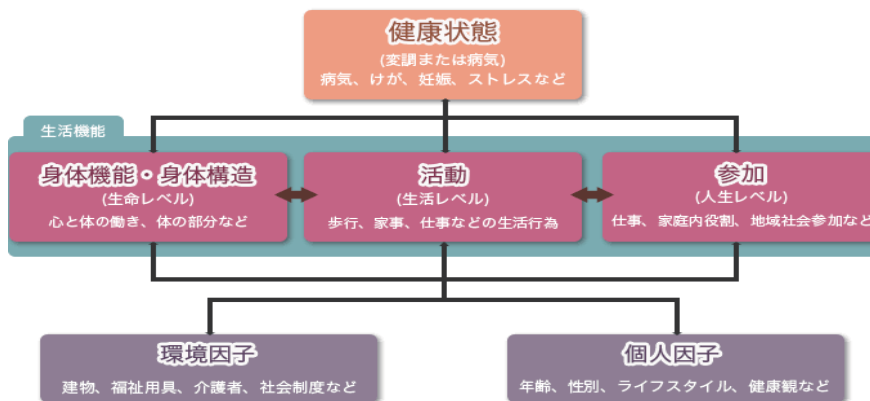 健康状態
(変調または病気)
病気、けが、妊娠、ストレスなど
生活機能
身体機能・身体構造
(生命レベル)
心と体の働き、体の部分など
活動
(生活レベル)
歩行、家事、仕事などの生活行為
参加
(人生レベル)
仕事、家庭内役割、地域社会参加など
環境因子
建物、福祉用具、介護者、社会制度など
個人因子
年齢、性別、ライフスタイル、健康観など